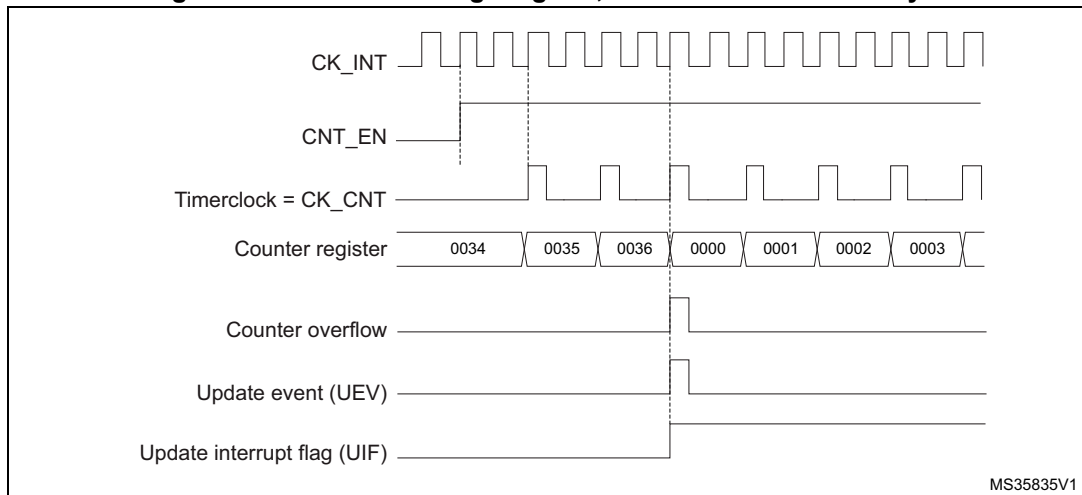 CK_INT
CNT_EN
Timerclock = CK_CNT
Counter register 0034 0035 0036 0000 0001 0002 0003
Counter overflow
Update event (UEV)
Update interrupt flag (UIF)
MS35835V1